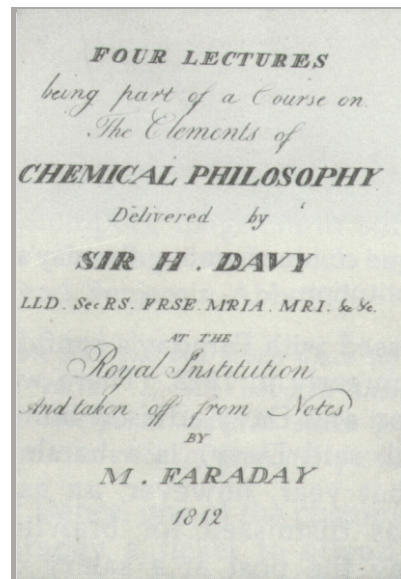 FOUR LECTURES
being part of a Course on
The Elements of
CHEMICAL PHILOSOPHY
Delivered by
SIR H. DAVY
LLD. SecRS. FRSE. MRIA. MRI. &c &c.
AT THE
Royal Institution
And taken off from Notes
BY
M. FARADAY
1812